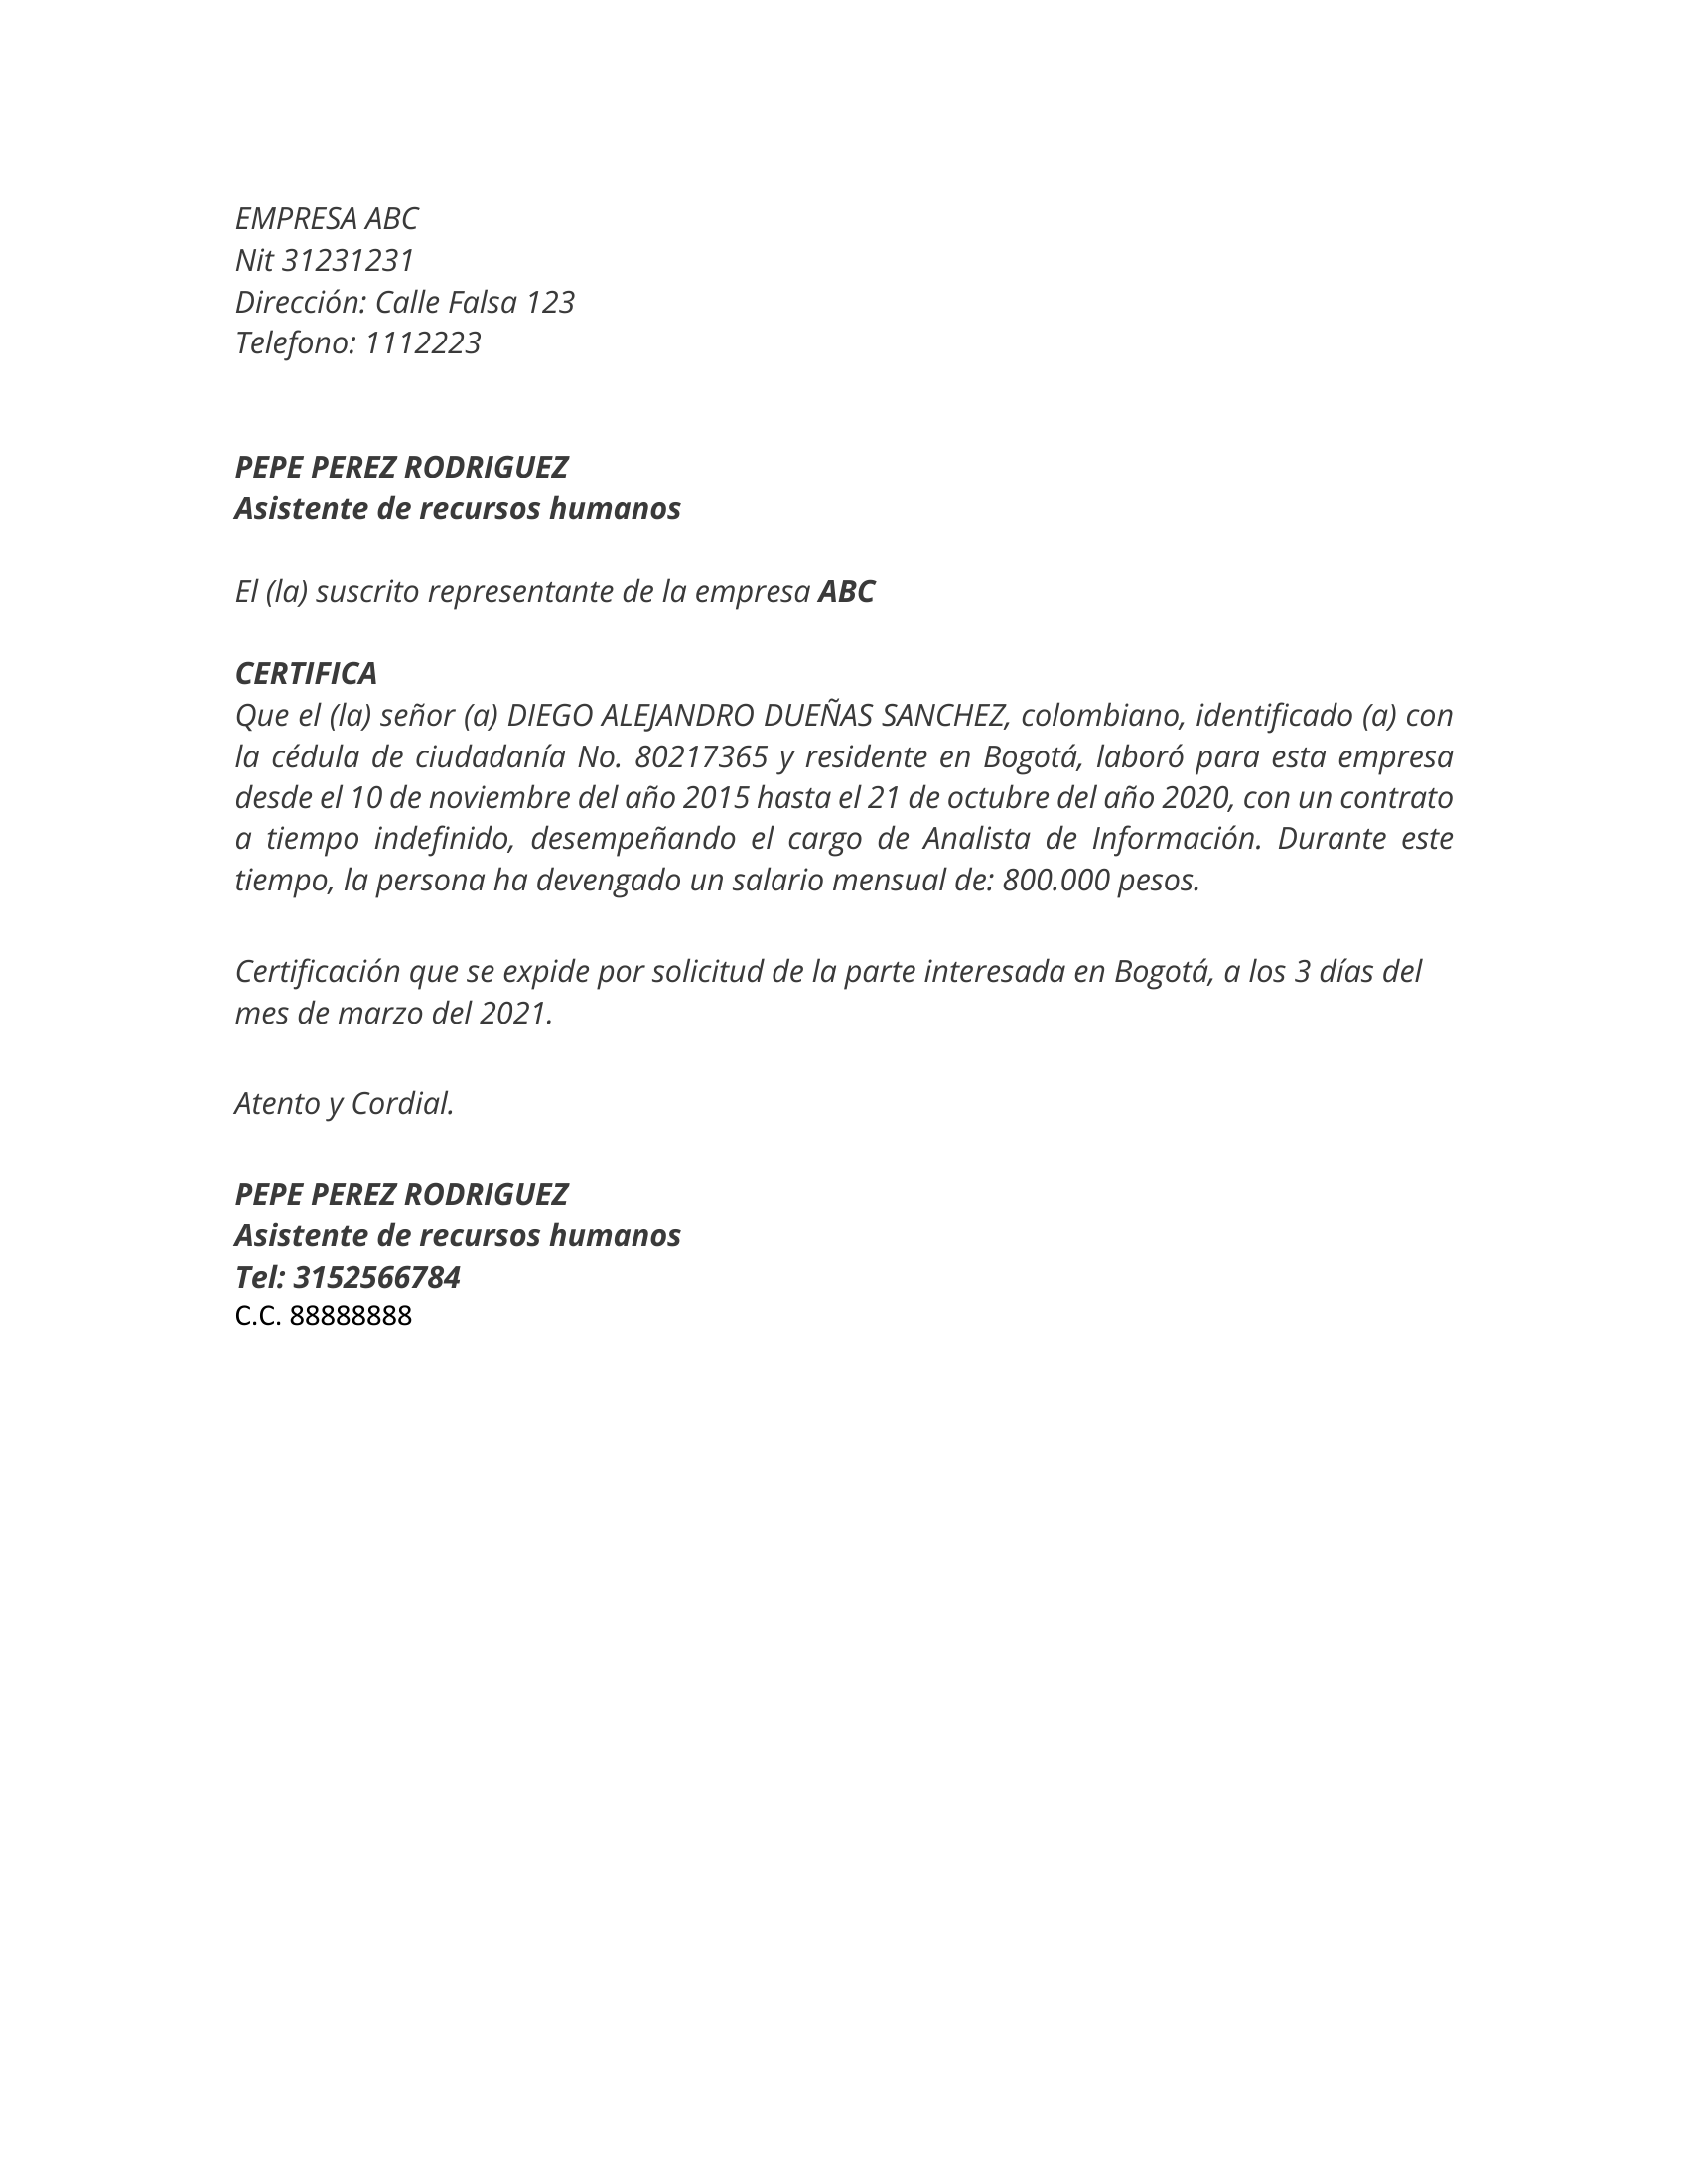 EMPRESA ABC
Nit 31231231
Dirección: Calle Falsa 123
Telefono: 1112223
PEPE PEREZ RODRIGUEZ
Asistente de recursos humanos
El (la) suscrito representante de la empresa ABC
CERTIFICA
Que el (la) señor (a) DIEGO ALEJANDRO DUEÑAS SANCHEZ, colombiano, identificado (a) con
la cédula de ciudadanía No. 80217365 y residente en Bogotá, laboró para esta empresa
desde el 10 de noviembre del año 2015 hasta el 21 de octubre del año 2020, con un contrato
a tiempo indefinido, desempeñando el cargo de Analista de Información. Durante este
tiempo, la persona ha devengado un salario mensual de: 800.000 pesos.
Certificación que se expide por solicitud de la parte interesada en Bogotá, a los 3 días del
mes de marzo del 2021.
Atento y Cordial.
PEPE PEREZ RODRIGUEZ
Asistente de recursos humanos
Tel: 3152566784
C.C. 88888888